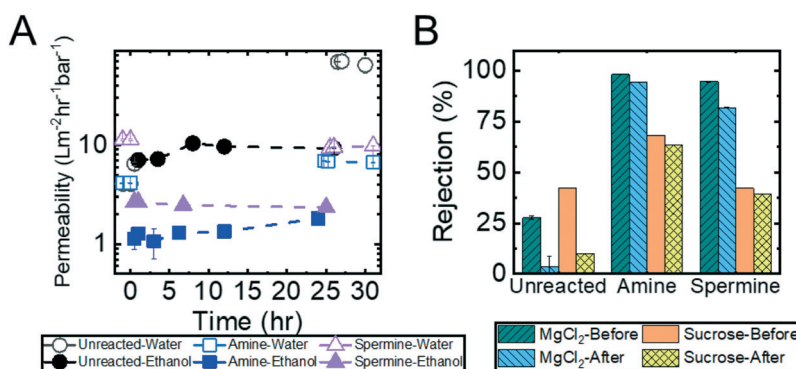 A
Permeability (Lm⁻²hr⁻¹bar⁻¹)
10
1
0 5 10 15 20 25 30
Time (hr)
Unreacted-Water Amine-Water Spermine-Water
Unreacted-Ethanol Amine-Ethanol Spermine-Ethanol
B
Rejection (%)
100
75
50
25
0
Unreacted Amine Spermine
MgCl₂-Before Sucrose-Before
MgCl₂-After Sucrose-After